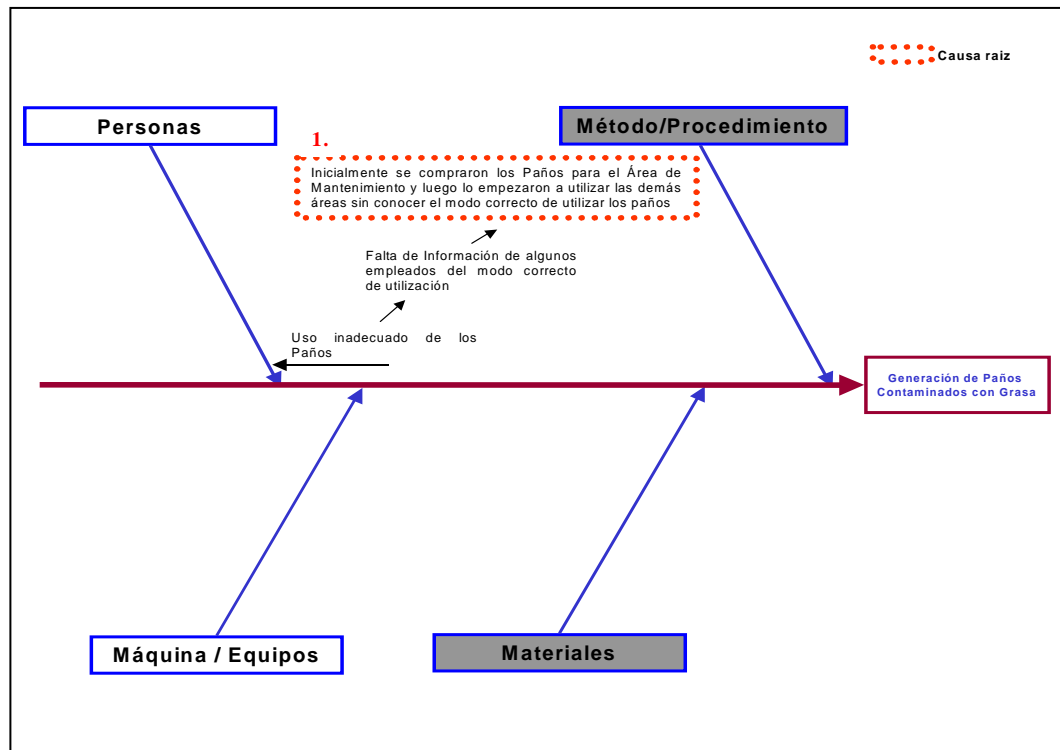 Causa raiz
Personas
Método/Procedimiento
1.
Inicialmente se compraron los Paños para el Área de
Mantenimiento y luego lo empezaron a utilizar las demás
áreas sin conocer el modo correcto de utilizar los paños
Falta de Información de algunos
empleados del modo correcto
de utilización
Uso inadecuado de los
Paños
Generación de Paños
Contaminados con Grasa
Máquina / Equipos
Materiales